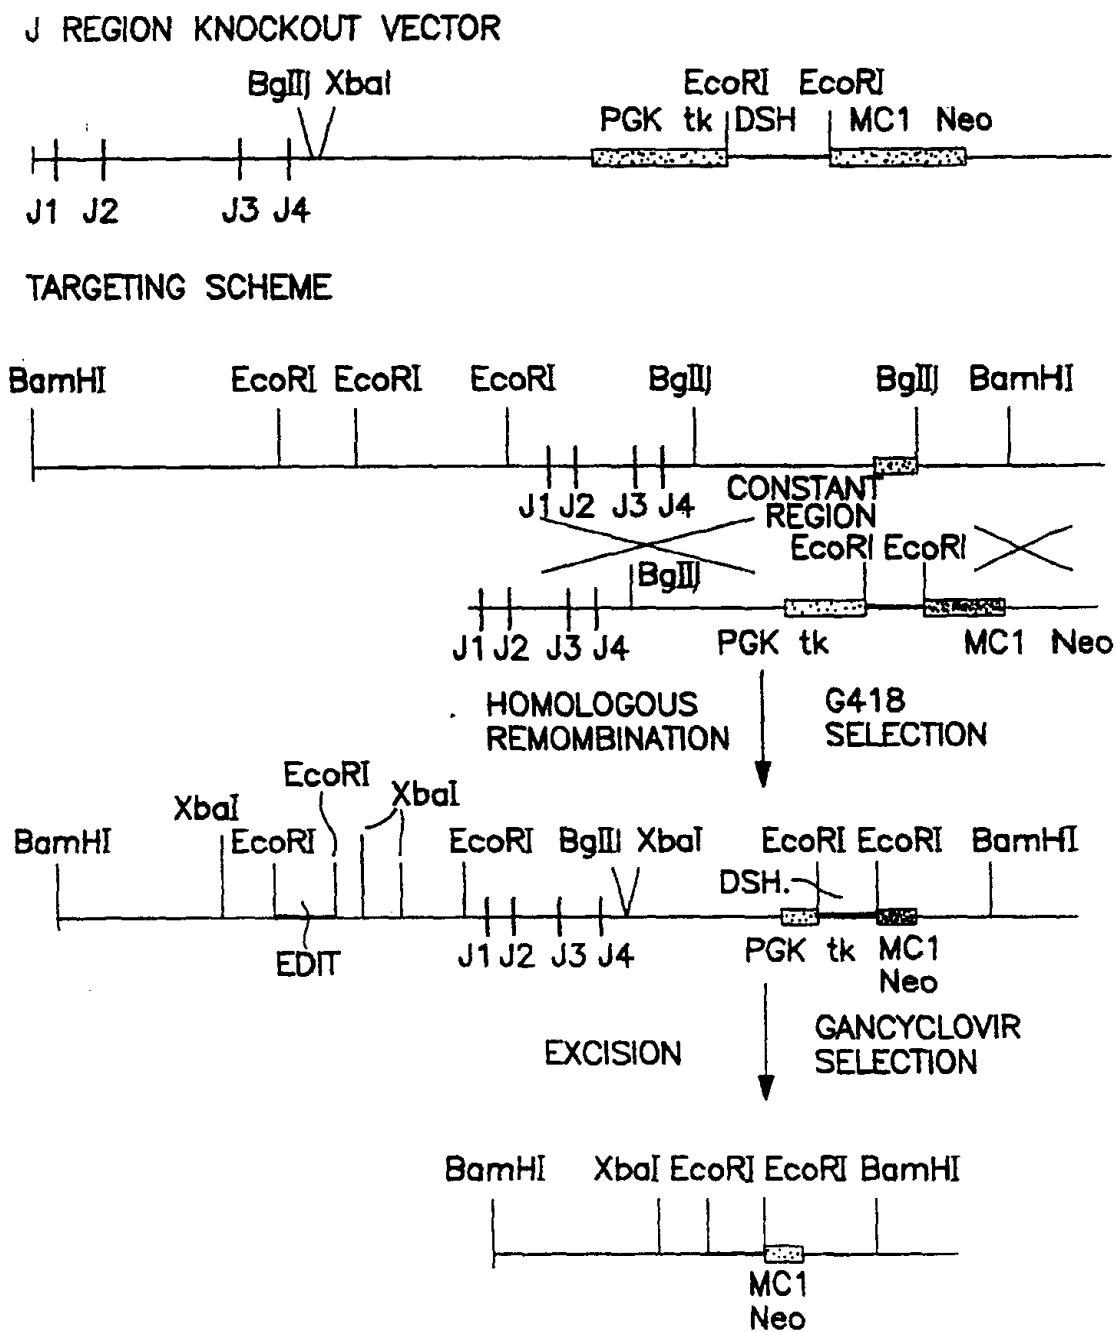 J REGION KNOCKOUT VECTOR
BglII XbaI
EcoRI EcoRI
PGK tk DSH MC1 Neo
J1 J2 J3 J4
TARGETING SCHEME
BamHI EcoRI EcoRI EcoRI BglII BglII BamHI
J1 J2 J3 J4 CONSTANT
REGION
EcoRI EcoRI
BglII
J1 J2 J3 J4 PGK tk MC1 Neo
HOMOLOGOUS
REMOMBINATION
G418
SELECTION
EcoRI
XbaI XbaI
BamHI EcoRI EcoRI BglII XbaI EcoRI EcoRI BamHI
DSH.
EDIT J1 J2 J3 J4 PGK tk MC1
Neo
EXCISION
GANCYCLOVIR
SELECTION
BamHI XbaI EcoRI EcoRI BamHI
MC1
Neo